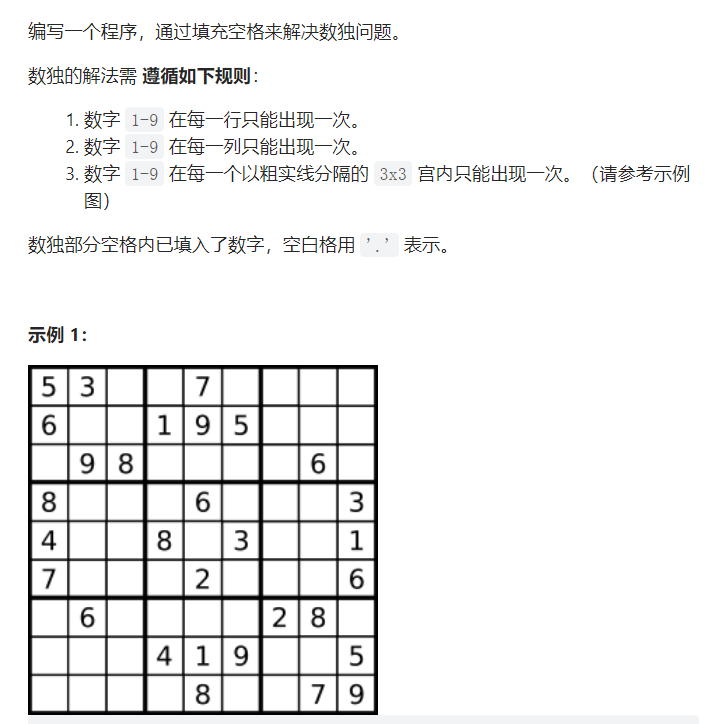 编写一个程序，通过填充空格来解决数独问题。
数独的解法需 遵循如下规则：
1. 数字 1-9 在每一行只能出现一次。
2. 数字 1-9 在每一列只能出现一次。
3. 数字 1-9 在每一个以粗实线分隔的 3x3 宫内只能出现一次。（请参考示例
图）
数独部分空格内已填入了数字，空白格用 '.' 表示。
示例 1：
5 3 7
6 1 9 5
9 8 6
8 6 3
4 8 3 1
7 2 6
6 2 8
4 1 9 5
8 7 9